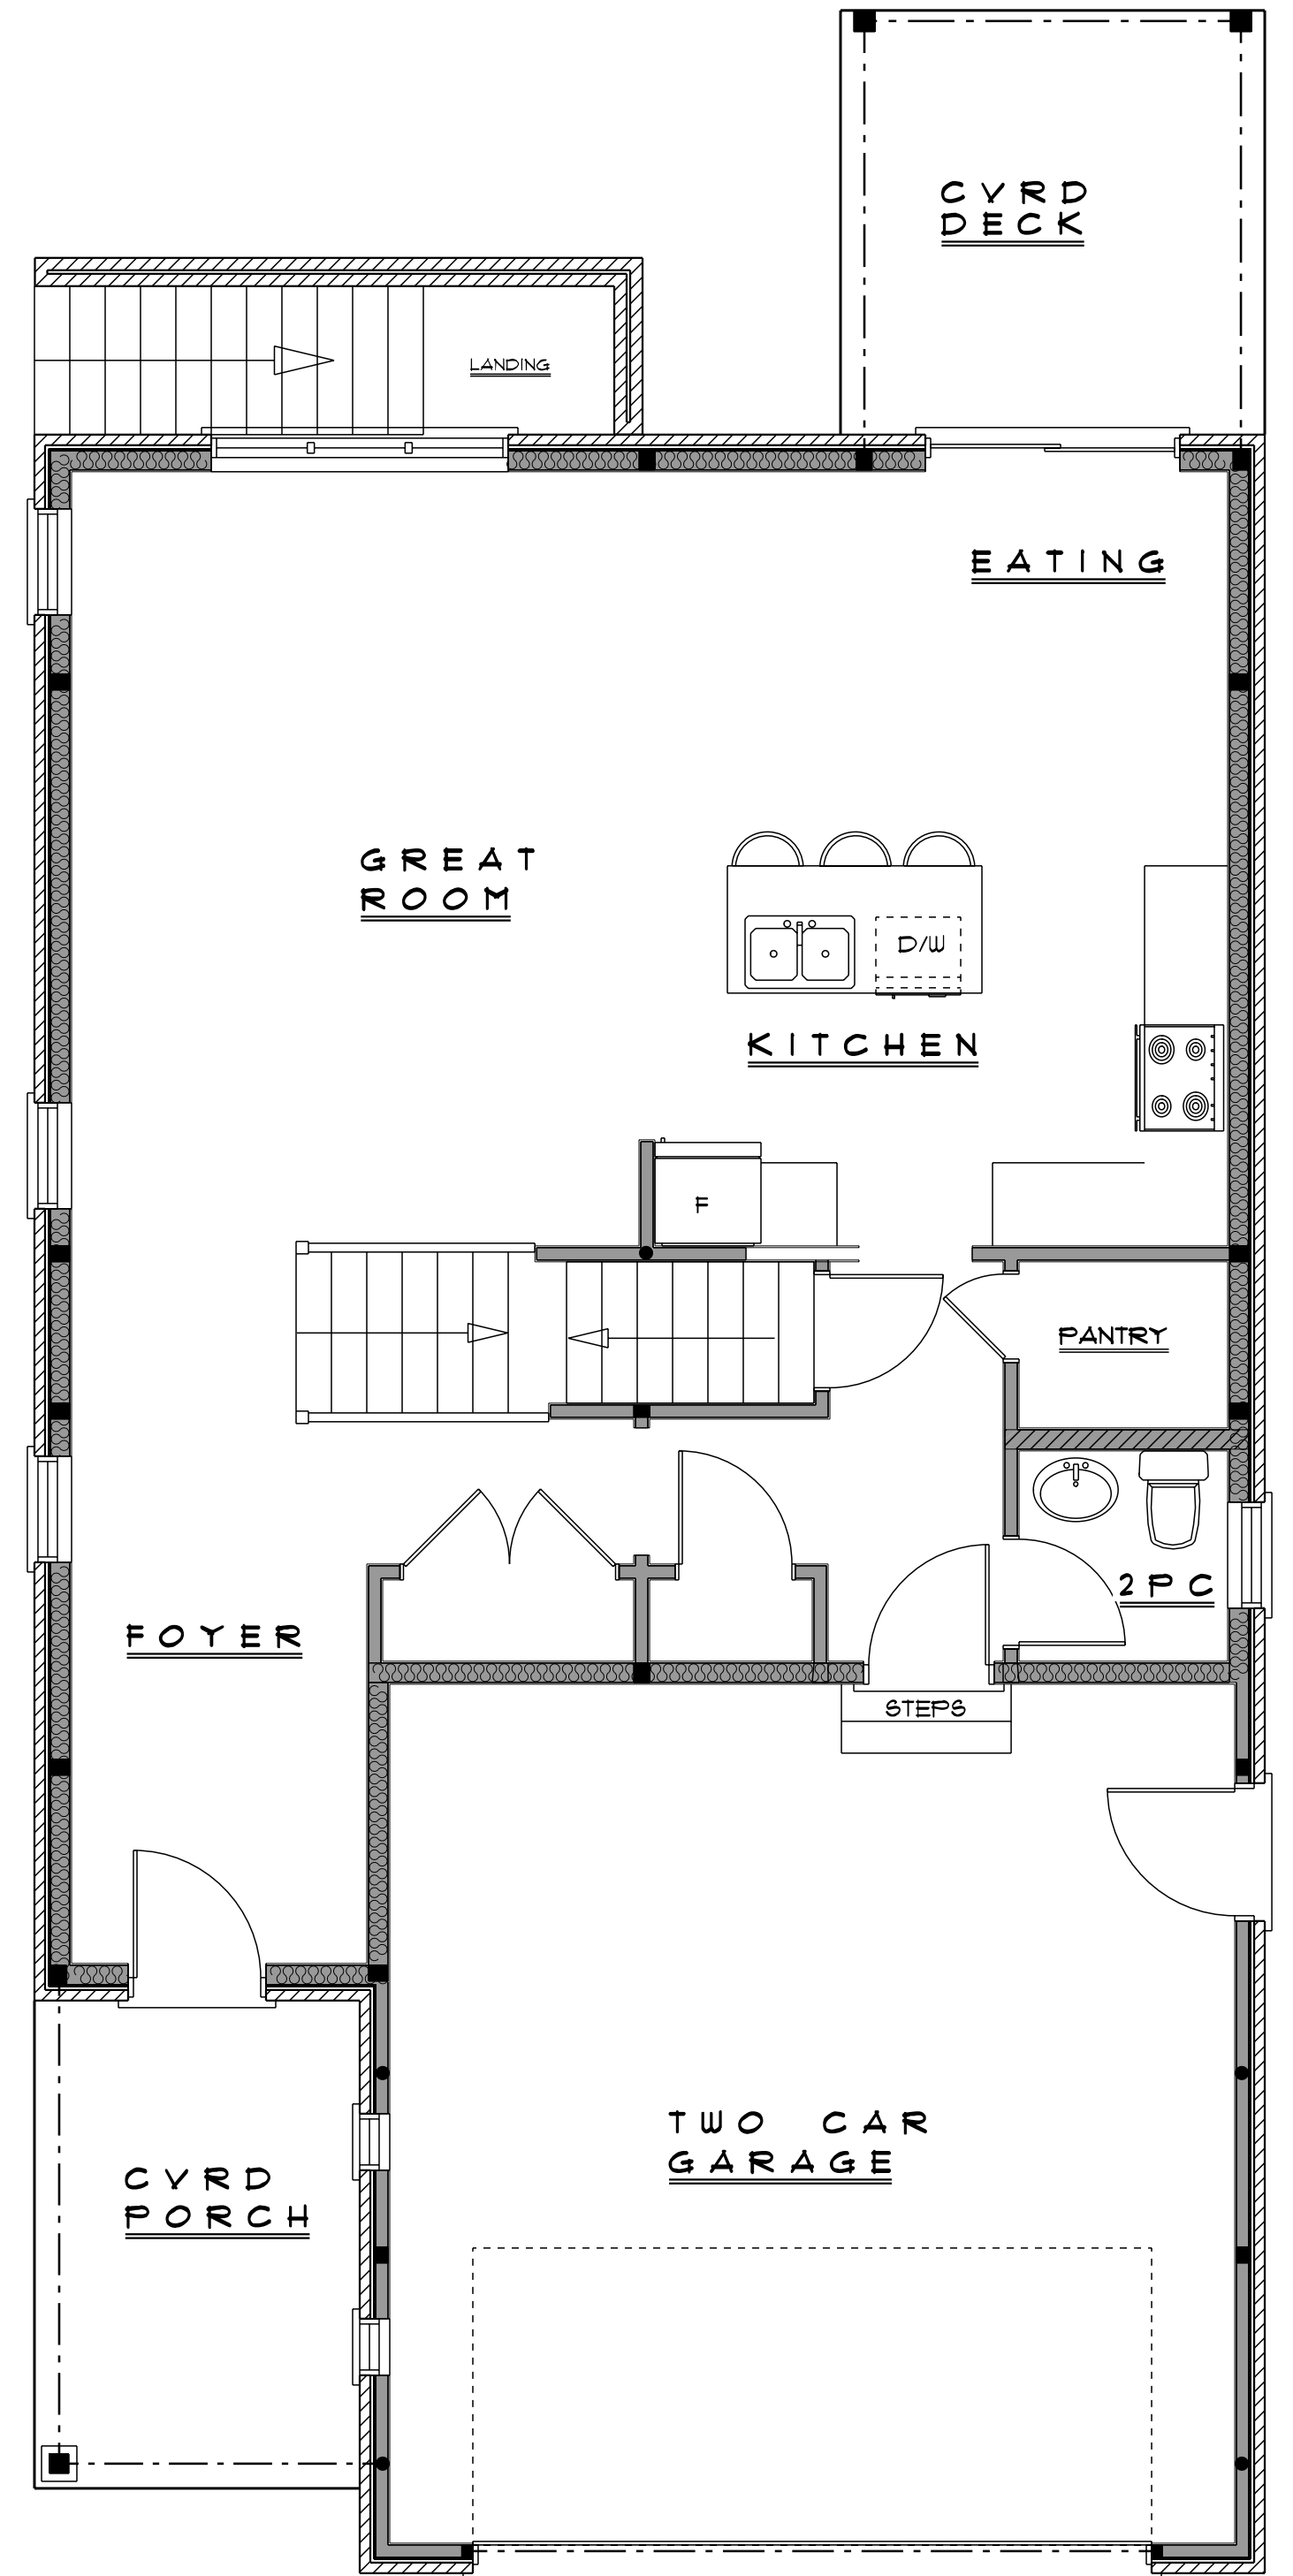 CVRD
DECK
LANDING
EATING
GREAT
ROOM
D/W
KITCHEN
F
PANTRY
2PC
FOYER
STEPS
TWO CAR
GARAGE
CVRD
PORCH